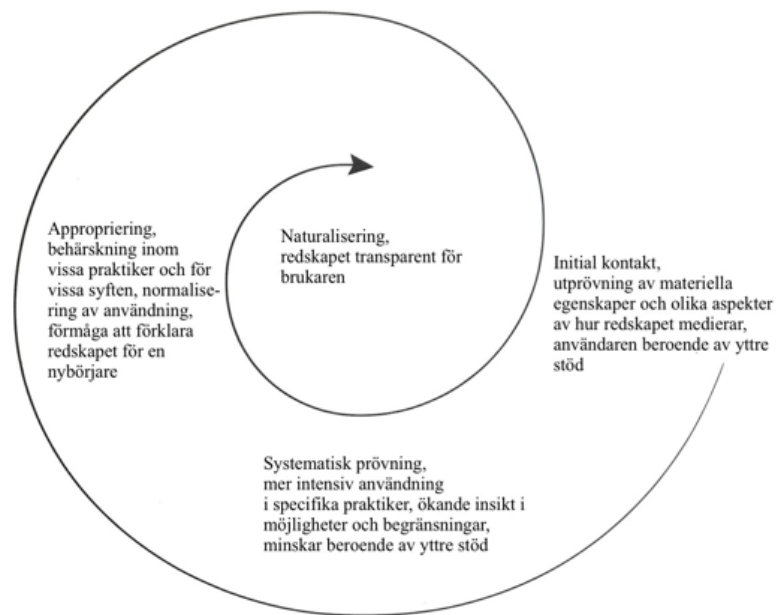 Appropriering,
behärskning inom
vissa praktiker och för
vissa syften, normalise-
ring av användning,
förmåga att förklara
redskapet för en
nybörjare
Naturalisering,
redskapet transparent för
brukaren
Initial kontakt,
utprövning av materiella
egenskaper och olika aspekter
av hur redskapet medierar,
användaren beroende av yttre
stöd
Systematisk prövning,
mer intensiv användning
i specifika praktiker, ökande insikt i
möjligheter och begränsningar,
minskar beroende av yttre stöd